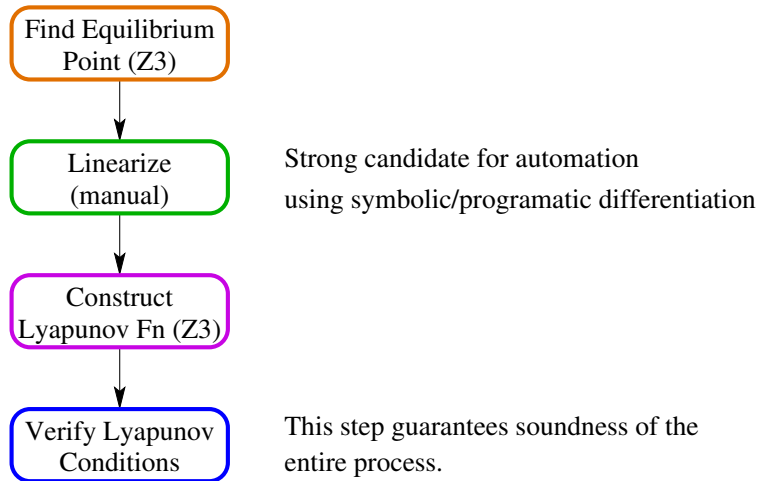 Find Equilibrium
Point (Z3)
Linearize
(manual)
Strong candidate for automation
using symbolic/programatic differentiation
Construct
Lyapunov Fn (Z3)
Verify Lyapunov
Conditions
This step guarantees soundness of the
entire process.